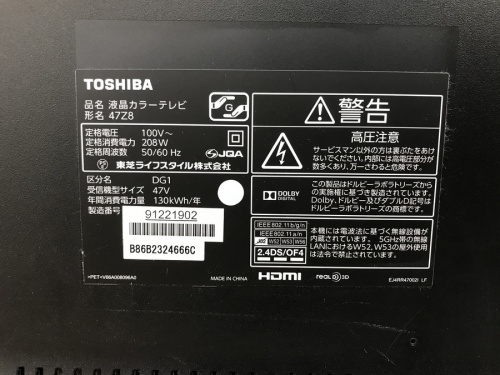 TOSHIBA
品名 液晶カラーテレビ
形名 47Z8
G
定格電圧 100V～
定格消費電力 208W
定格周波数 50/60 Hz
JQA
東芝ライフスタイル株式会社
区分名 DG1
受信機型サイズ 47V
年間消費電力量 130kWh/年
製造番号
91221902
B86B2324666C
MADE IN CHINA
警告
高圧注意
サービスマン以外の方は裏ぶたをあけ
ないでください。内部には高電圧部分
が数多くあり、万一さわると危険です。
DOLBY
DIGITAL
この製品はドルビーラボラトリーズから
の実施権に基づき製造されています。
Dolby、ドルビー及びダブルD記号は
ドルビーラボラトリーズの商標です。
IEEE802.11b/g/n
IEEE802.11a/n
J52 W52 W53 W56
2.4DS/OF4
本機には電波法に基づく無線設備が
内蔵されています。 5GHz帯の無線
LANにおけるW52、W53の屋外使用
は法令で禁止されています。
HDMI
REAL D 3D